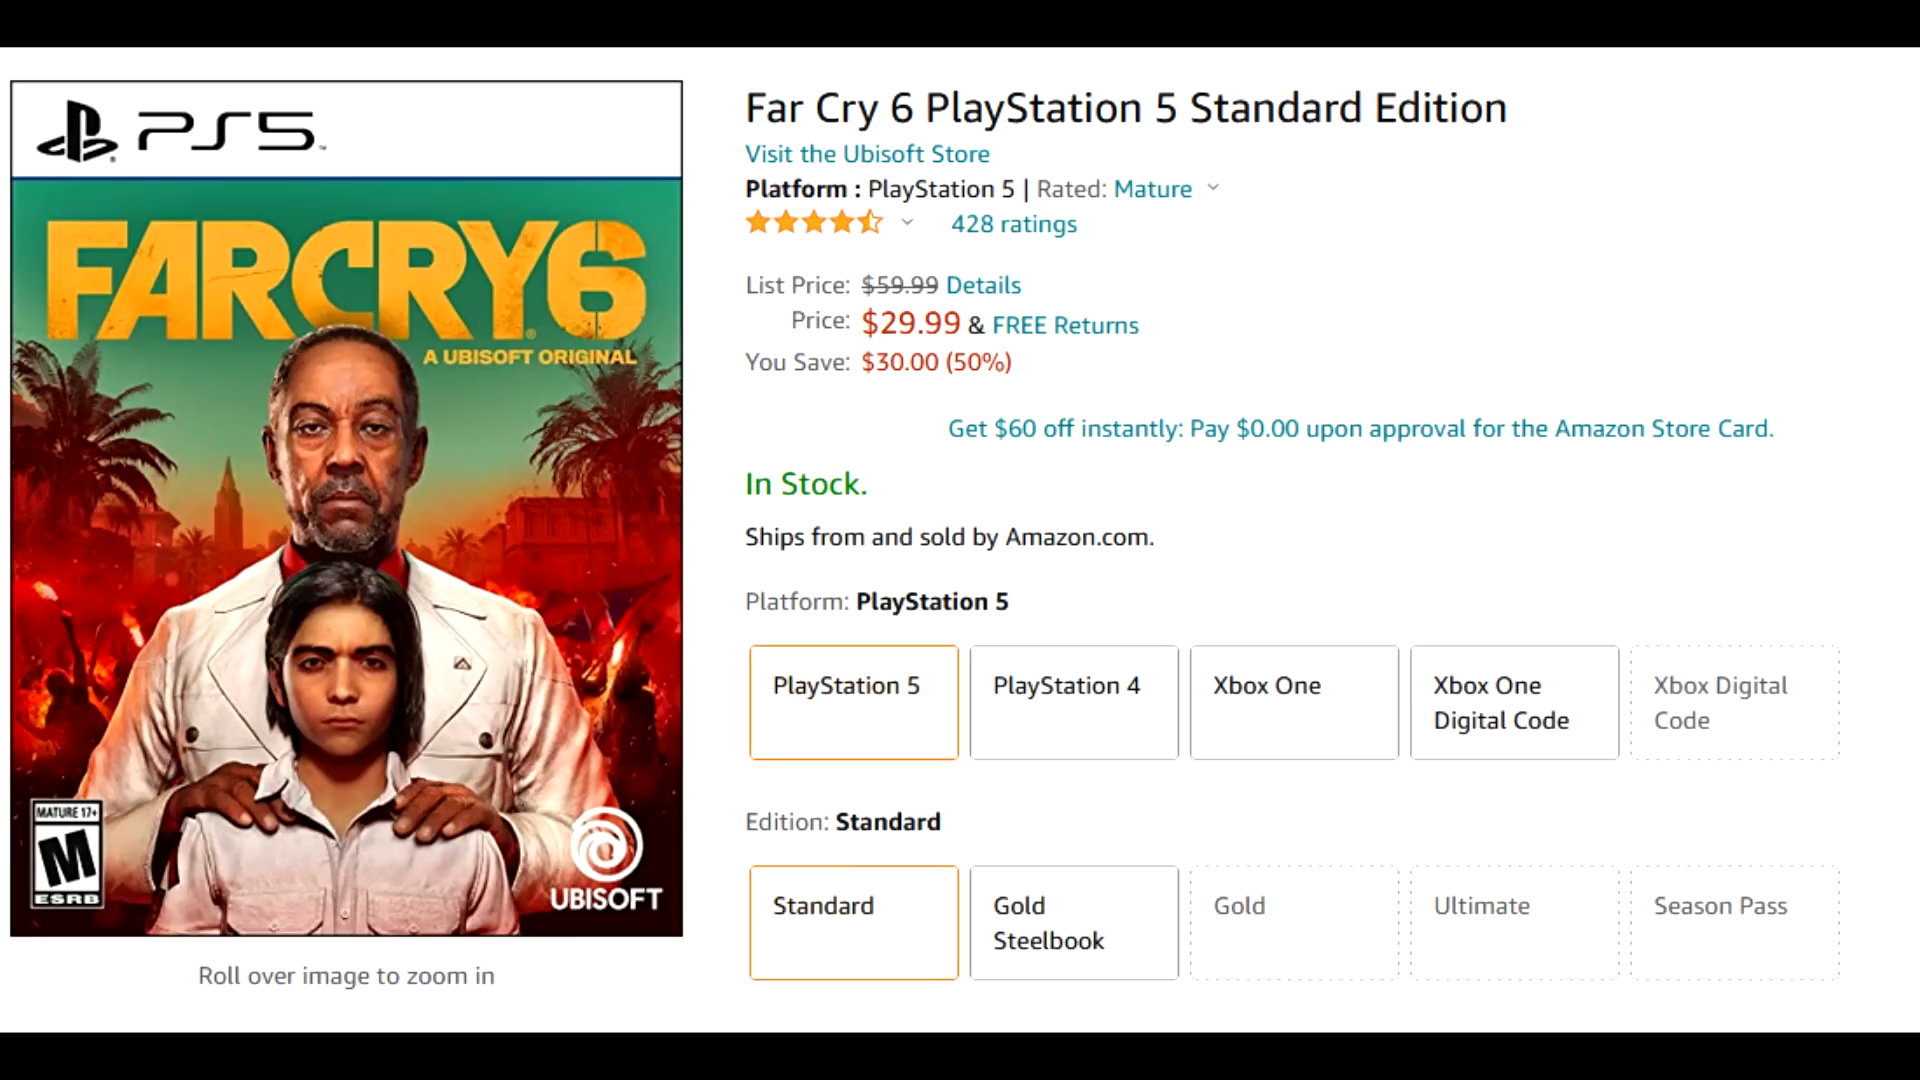 PS5
FARCRY6
A UBISOFT ORIGINAL
MATURE 17+
M
ESRB
UBISOFT
Roll over image to zoom in
Far Cry 6 PlayStation 5 Standard Edition
Visit the Ubisoft Store
Platform : PlayStation 5 | Rated: Mature
428 ratings
List Price: $59.99 Details
Price: $29.99 & FREE Returns
You Save: $30.00 (50%)
Get $60 off instantly: Pay $0.00 upon approval for the Amazon Store Card.
In Stock.
Ships from and sold by Amazon.com.
Platform: PlayStation 5
PlayStation 5
PlayStation 4
Xbox One
Xbox One
Digital Code
Xbox Digital
Code
Edition: Standard
Standard
Gold
Steelbook
Gold
Ultimate
Season Pass